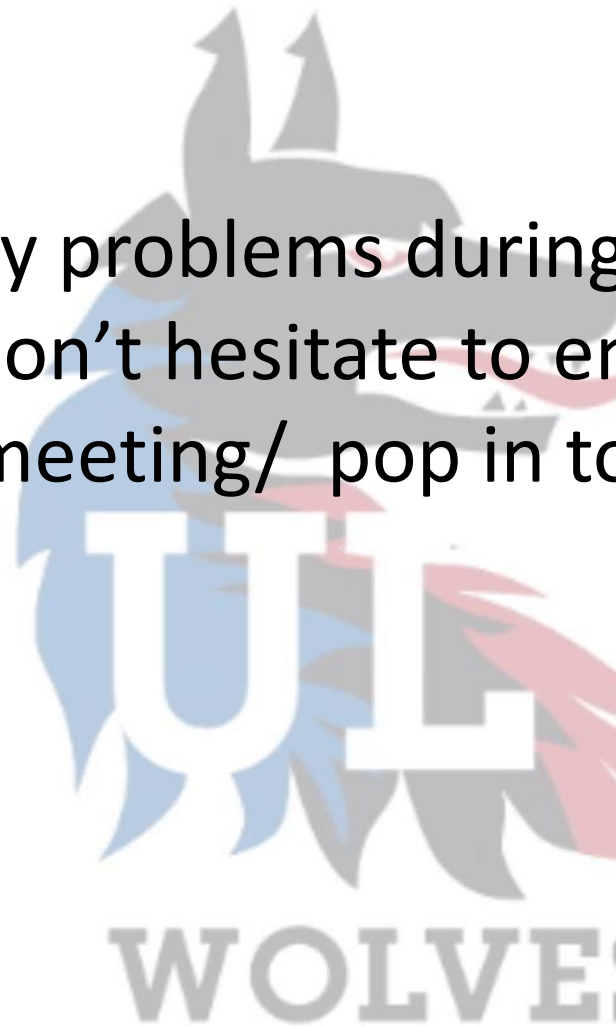 y problems during
on’t hesitate to en
meeting/ pop in to
UL
WOLVES